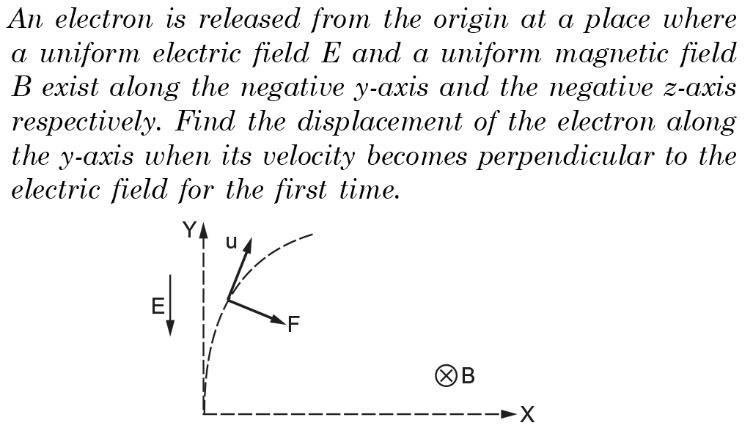 An electron is released from the origin at a place where
a uniform electric field E and a uniform magnetic field
B exist along the negative y-axis and the negative z-axis
respectively. Find the displacement of the electron along
the y-axis when its velocity becomes perpendicular to the
electric field for the first time.
Y
u
E
F
B
X